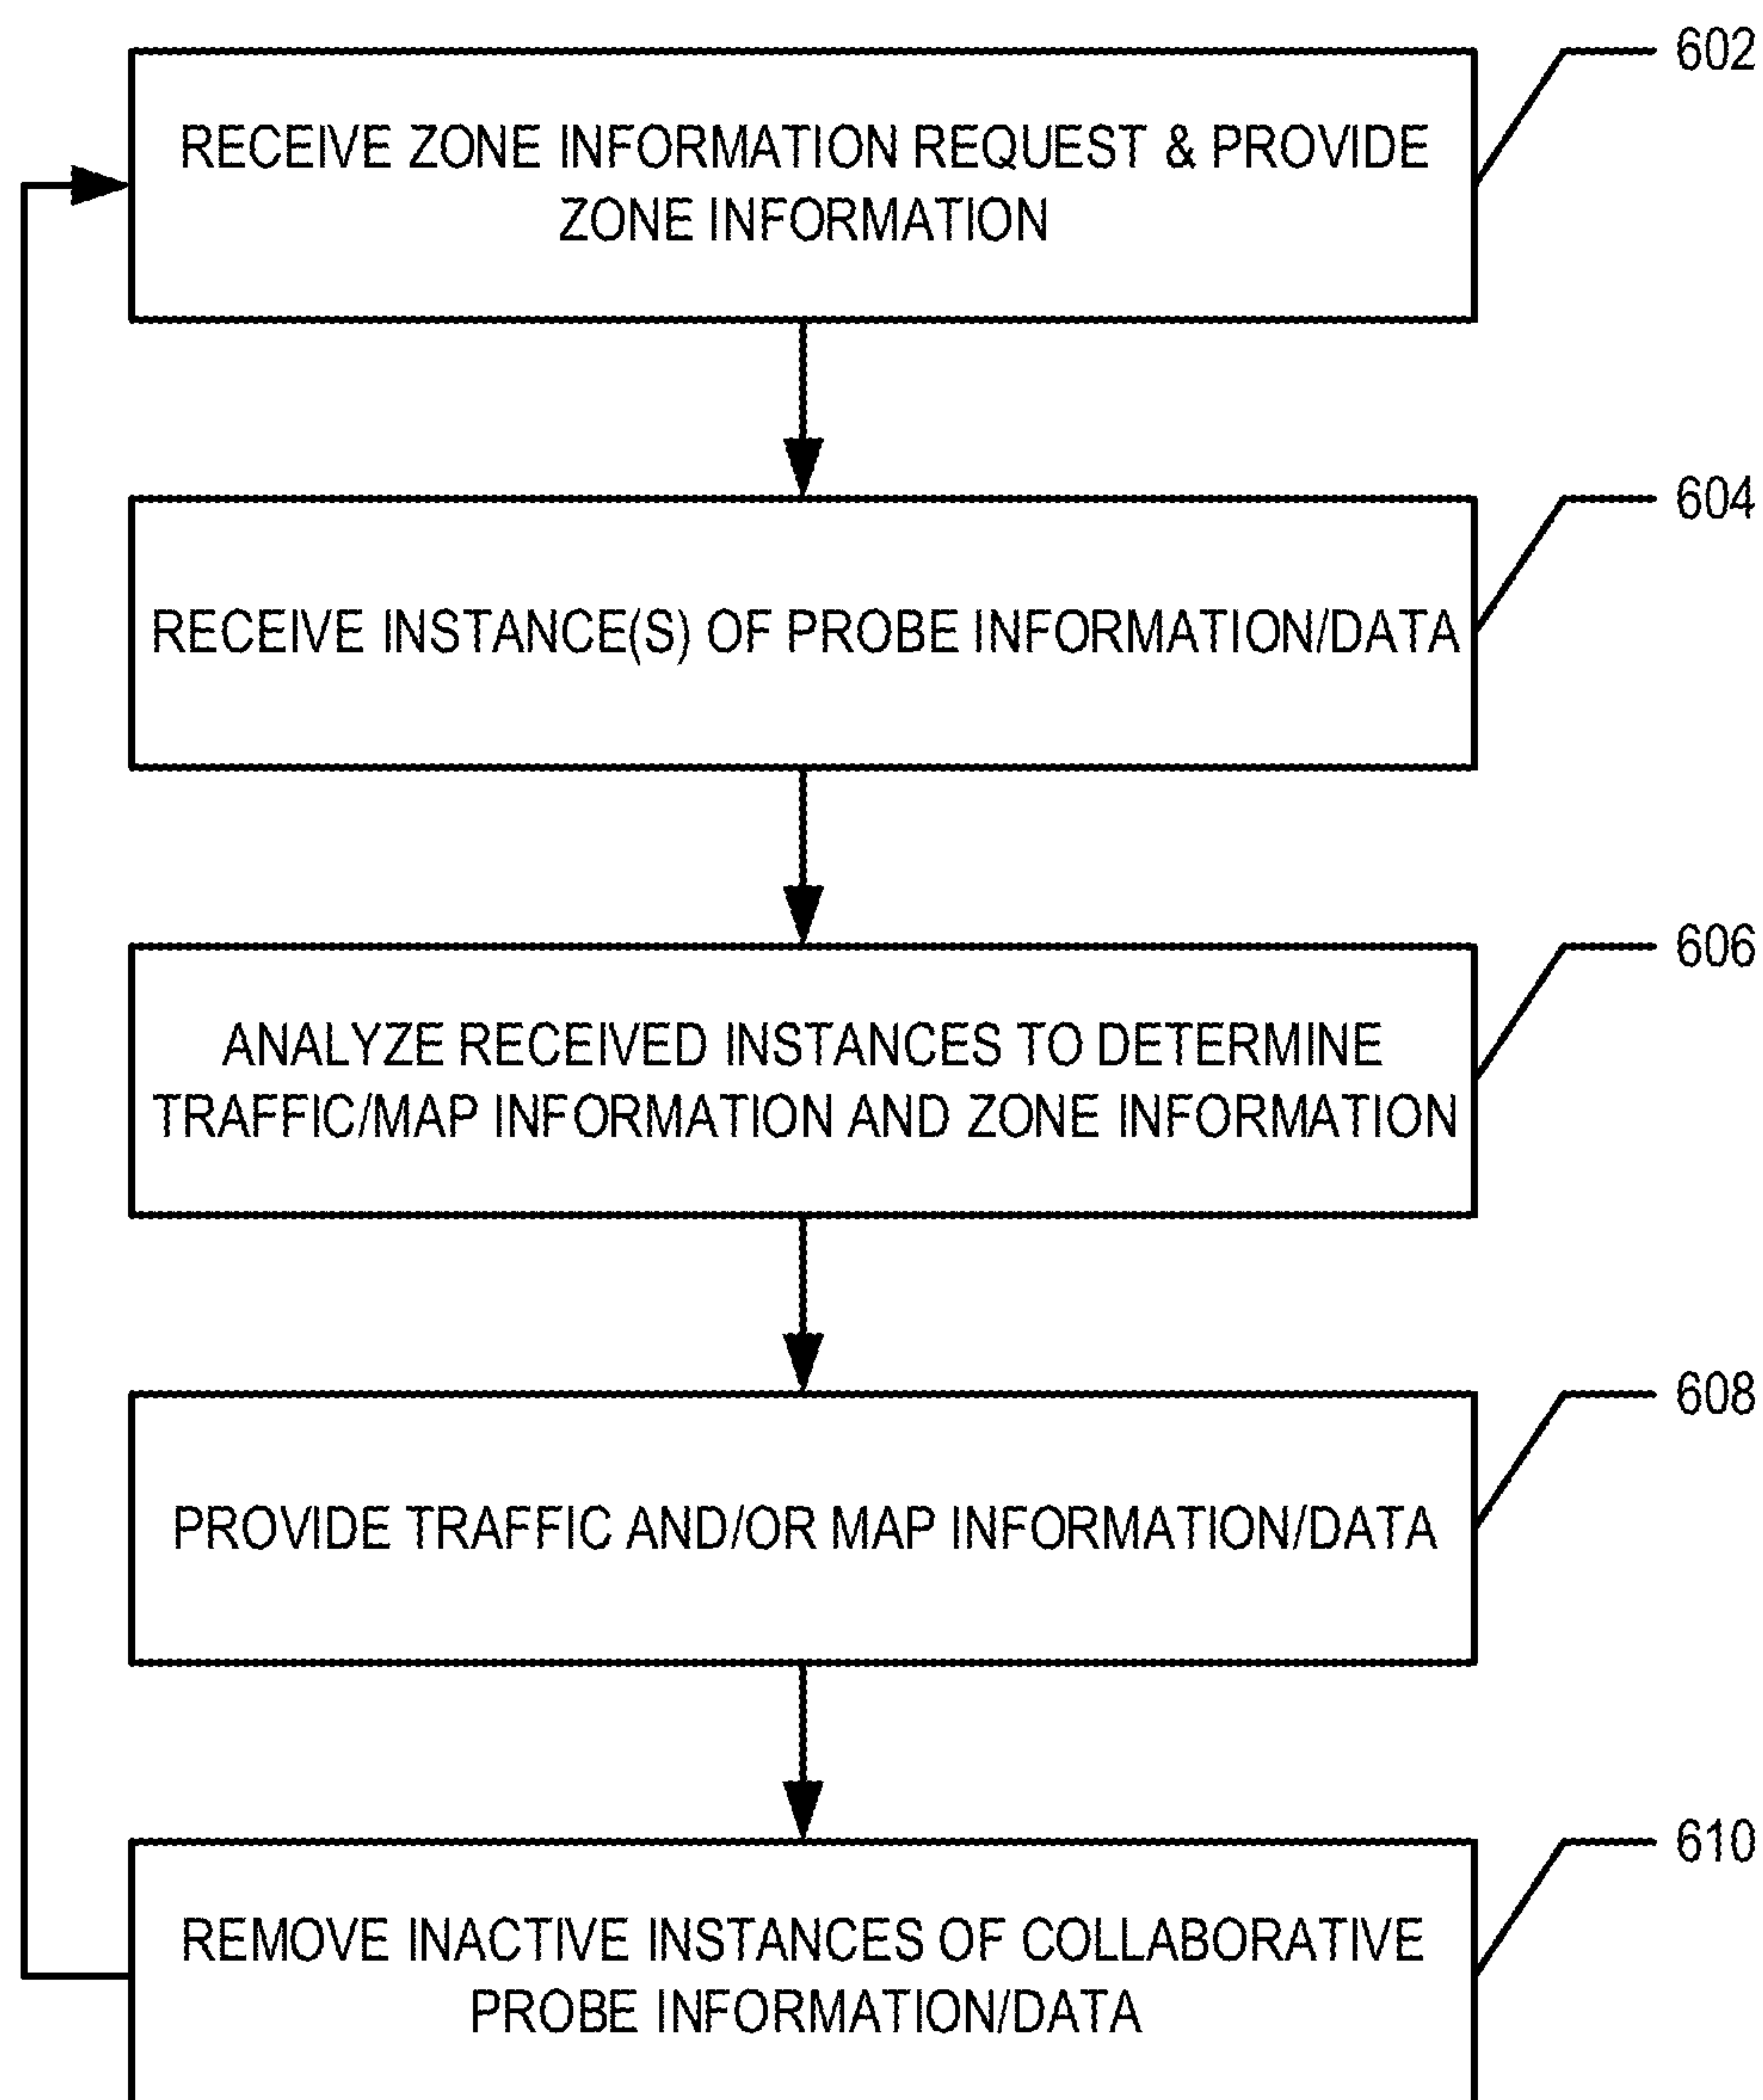 602
RECEIVE ZONE INFORMATION REQUEST & PROVIDE
ZONE INFORMATION
604
RECEIVE INSTANCE(S) OF PROBE INFORMATION/DATA
606
ANALYZE RECEIVED INSTANCES TO DETERMINE
TRAFFIC/MAP INFORMATION AND ZONE INFORMATION
608
PROVIDE TRAFFIC AND/OR MAP INFORMATION/DATA
610
REMOVE INACTIVE INSTANCES OF COLLABORATIVE
PROBE INFORMATION/DATA